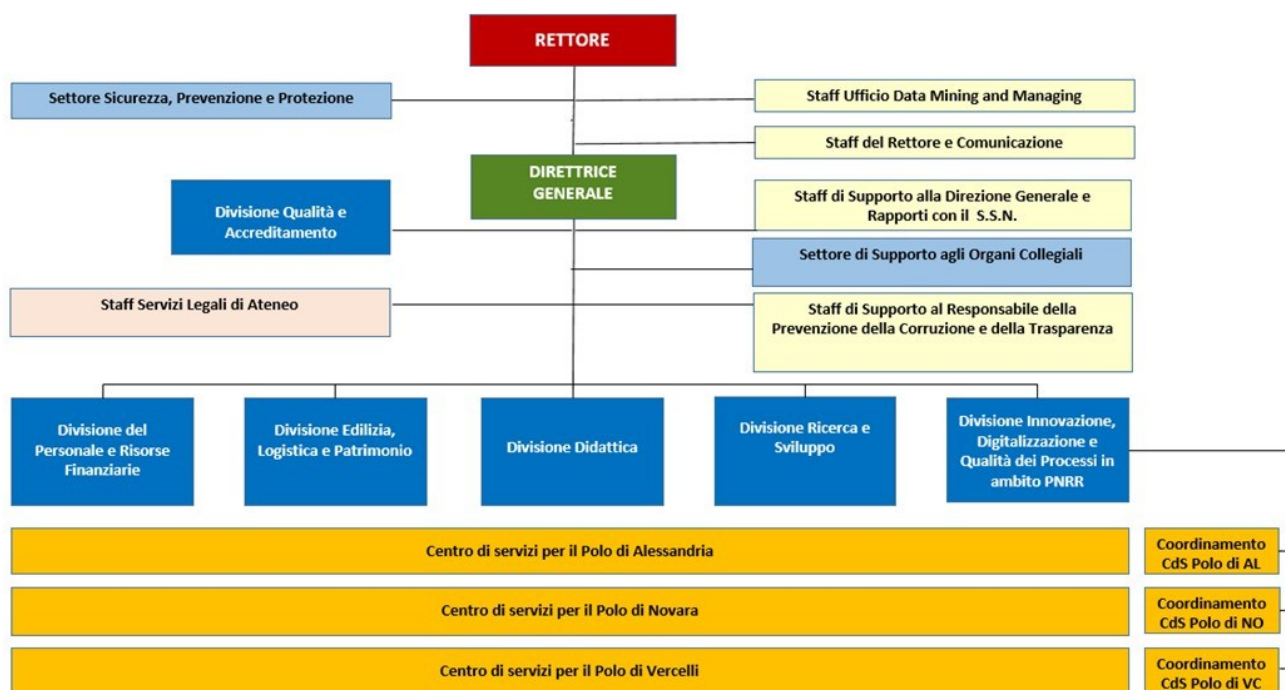 RETTORE
Settore Sicurezza, Prevenzione e Protezione
Staff Ufficio Data Mining and Managing
Staff del Rettore e Comunicazione
DIRETTRICE
GENERALE
Divisione Qualità e
Accreditamento
Staff di Supporto alla Direzione Generale e
Rapporti con il S.S.N.
Settore di Supporto agli Organi Collegiali
Staff Servizi Legali di Ateneo
Staff di Supporto al Responsabile della
Prevenzione della Corruzione e della Trasparenza
Divisione del
Personale e Risorse
Finanziarie
Divisione Edilizia,
Logistica e Patrimonio
Divisione Didattica
Divisione Ricerca e
Sviluppo
Divisione Innovazione,
Digitalizzazione e
Qualità dei Processi in
ambito PNRR
Centro di servizi per il Polo di Alessandria
Coordinamento
CdS Polo di AL
Centro di servizi per il Polo di Novara
Coordinamento
CdS Polo di NO
Centro di servizi per il Polo di Vercelli
Coordinamento
CdS Polo di VC